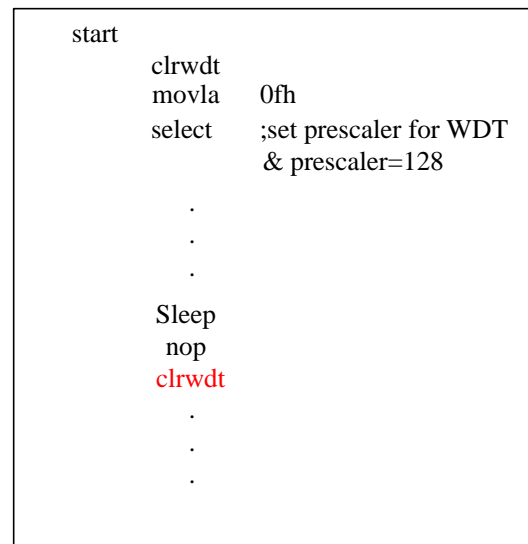 start
clrwdt
movla 0fh
select ;set prescaler for WDT
& prescaler=128
.
.
.
Sleep
nop
clrwdt
.
.
.